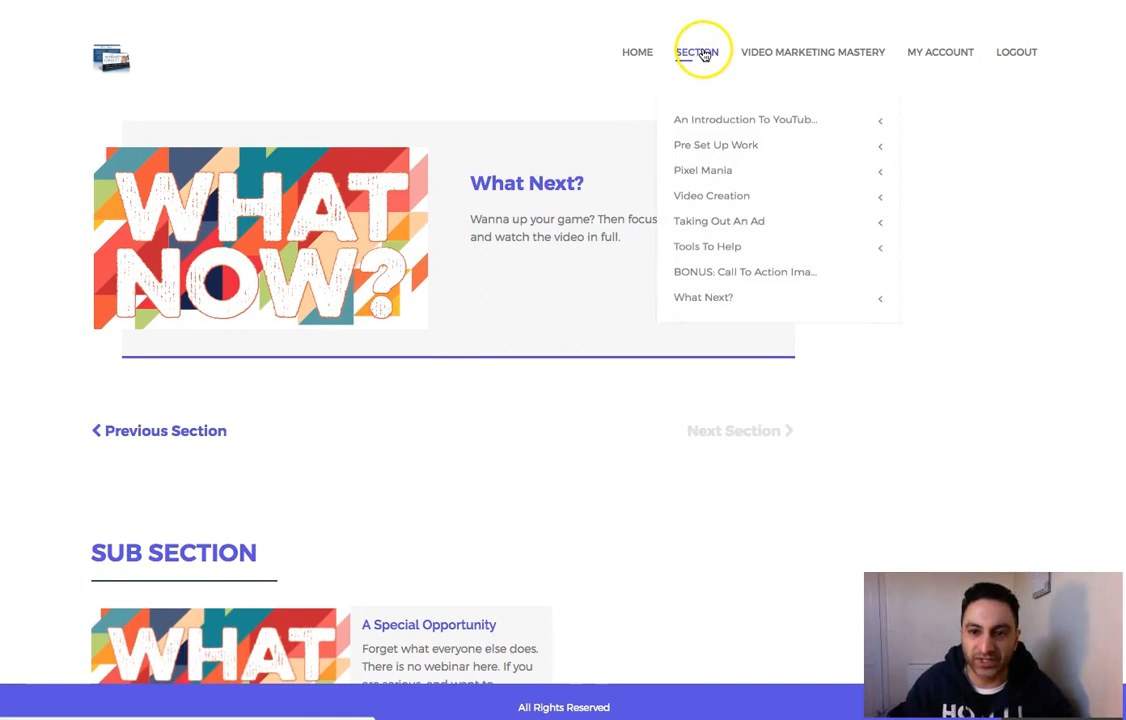 HOME SECTION VIDEO MARKETING MASTERY MY ACCOUNT LOGOUT
An Introduction To YouTub...
Pre Set Up Work
Pixel Mania
Video Creation
Taking Out An Ad
Tools To Help
BONUS: Call To Action Ima...
What Next?
WHAT
NOW?
What Next?
Wanna up your game? Then focus
and watch the video in full.
Previous Section
Next Section
SUB SECTION
WHAT
A Special Opportunity
Forget what everyone else does.
There is no webinar here. If you
All Rights Reserved